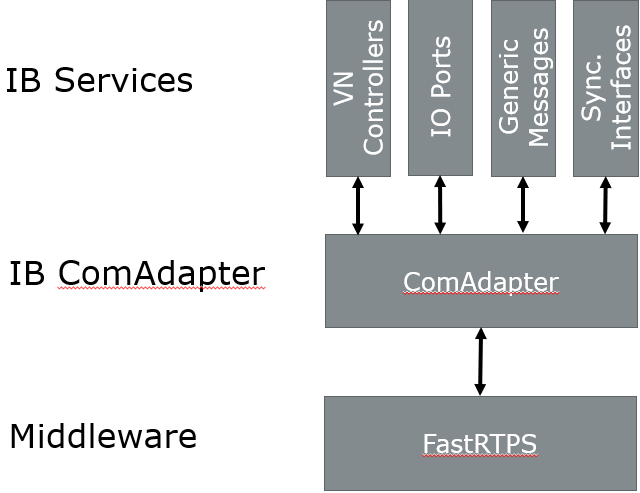 IB Services
VN
Controllers
IO Ports
Generic
Messages
Sync.
Interfaces
IB ComAdapter
ComAdapter
Middleware
FastRTPS